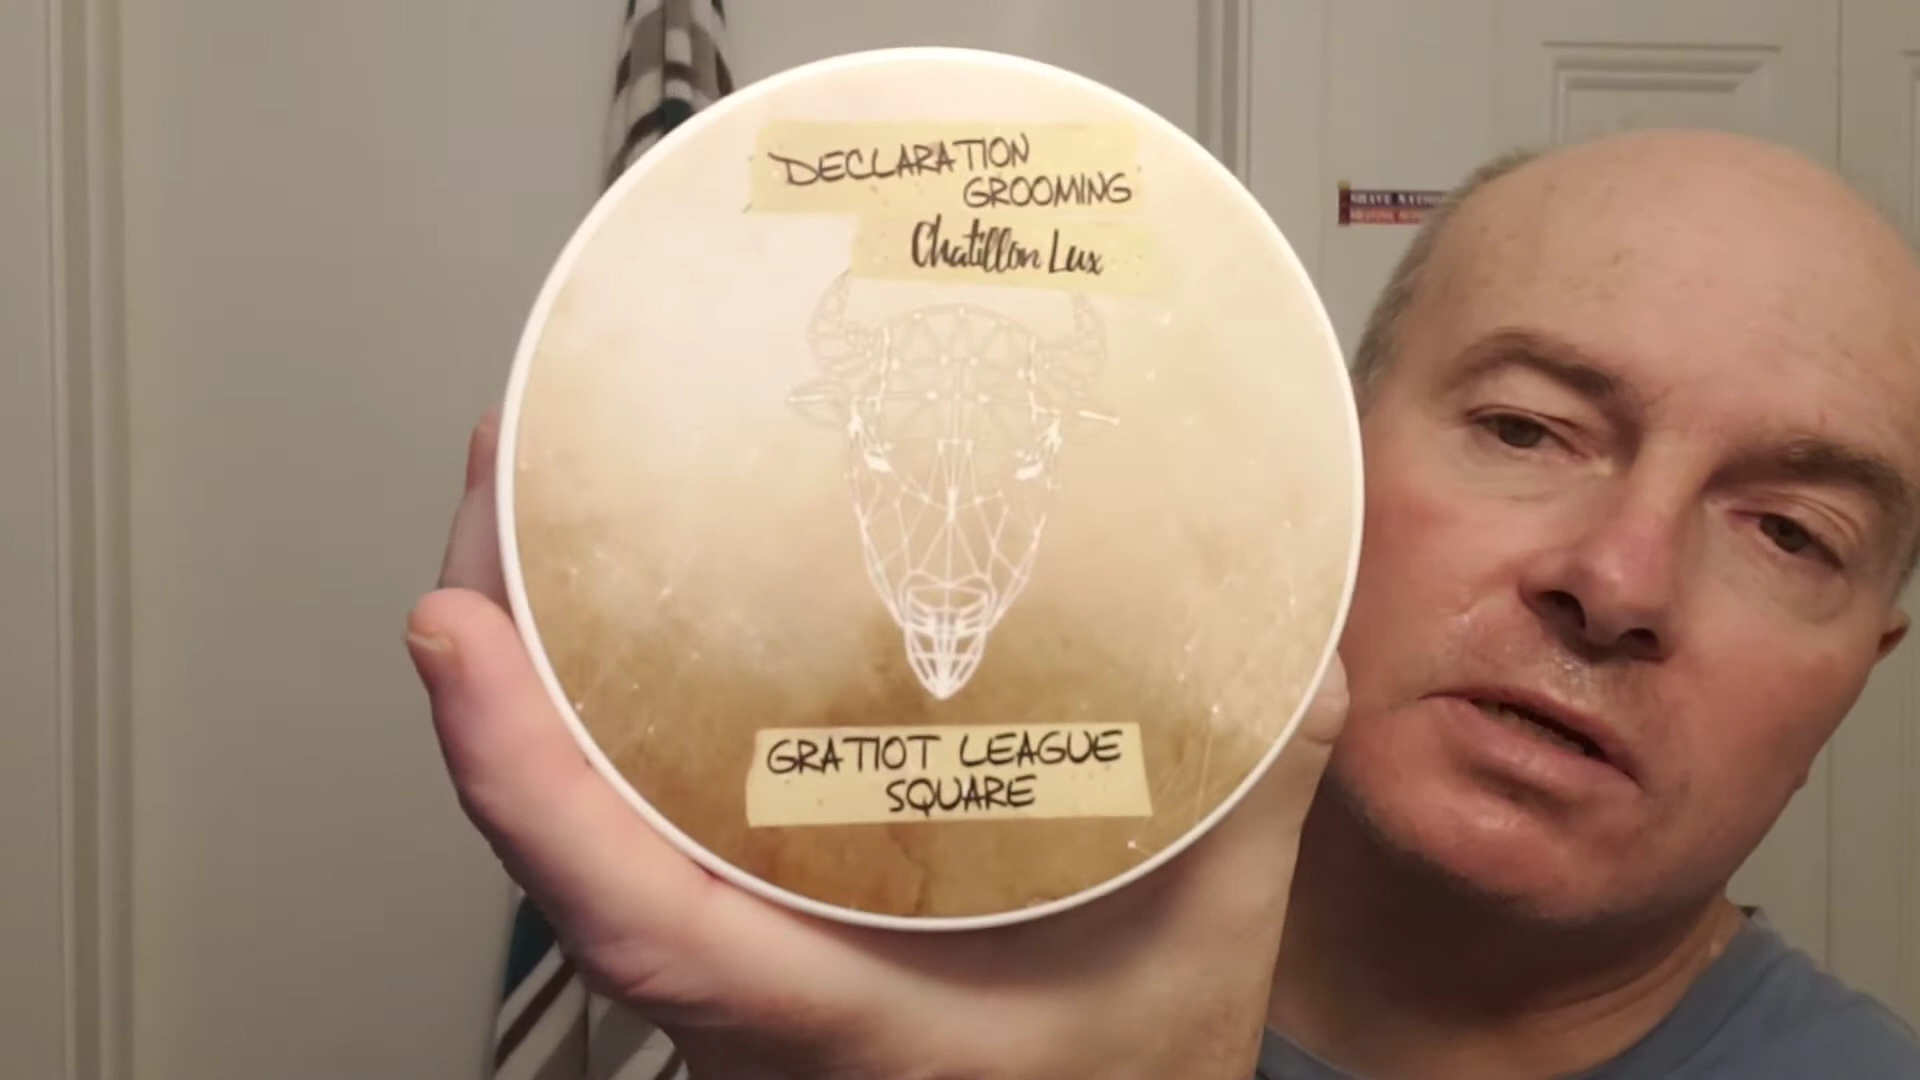 DECLARATION
GROOMING
Chatillon Lux
GRATIOT LEAGUE
SQUARE